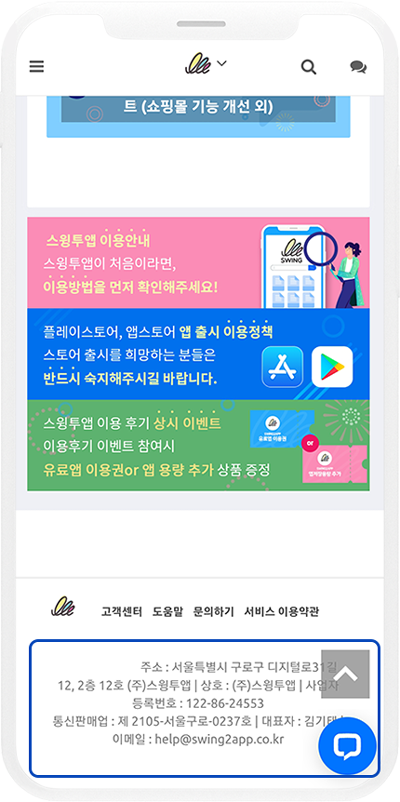 트 (쇼핑몰 기능 개선 외)
스윙투앱 이용안내
스윙투앱이 처음이라면,
이용방법을 먼저 확인해주세요!
SWING
플레이스토어, 앱스토어 앱 출시 이용정책
스토어 출시를 희망하는 분들은
반드시 숙지해주시길 바랍니다.
스윙투앱 이용 후기 상시 이벤트
이용후기 이벤트 참여시
유료앱 이용권or 앱 용량 추가 상품 증정
유료앱 이용권
or
앱저장용량 추가
고객센터 도움말 문의하기 서비스 이용약관
주소 : 서울특별시 구로구 디지털로31길
12, 2층 12호 (주)스윙투앱 | 상호 : (주)스윙투앱 | 사업자
등록번호 : 122-86-24553
통신판매업 : 제 2105-서울구로-0237호 | 대표자 : 김기태 |
이메일 : help@swing2app.co.kr